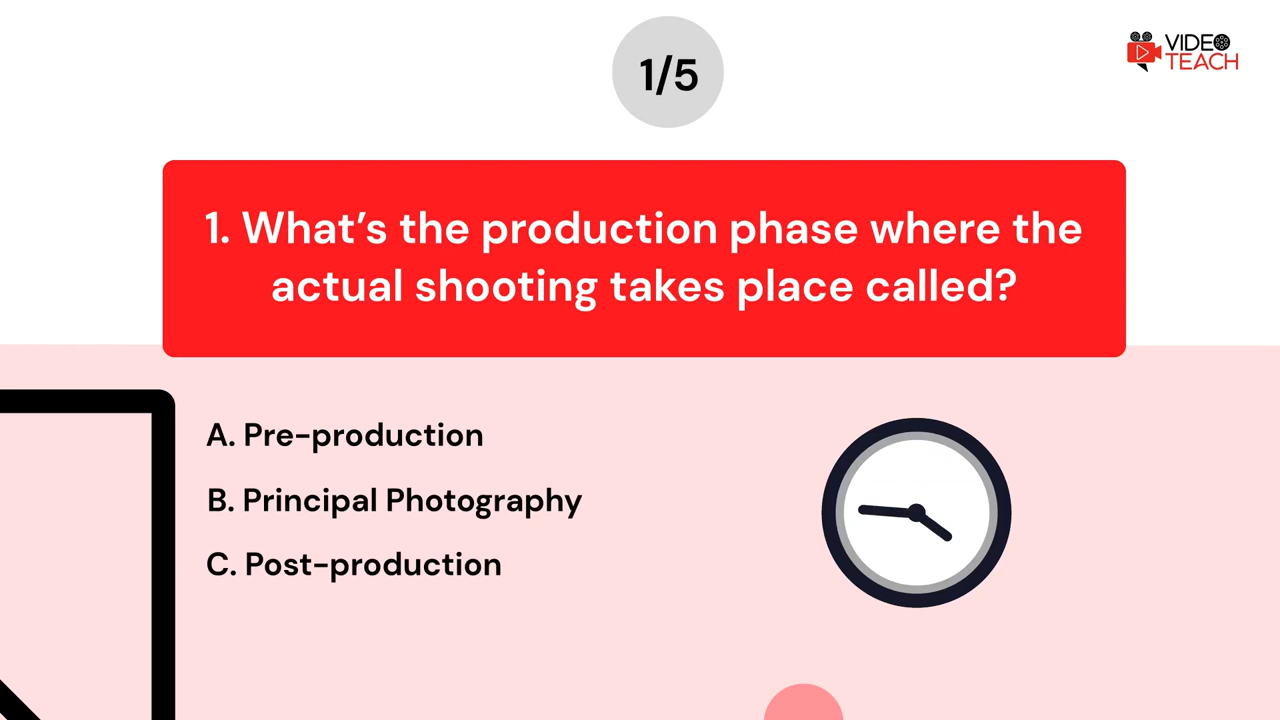 1/5
VIDEO
TEACH
1. What’s the production phase where the
actual shooting takes place called?
A. Pre-production
B. Principal Photography
C. Post-production